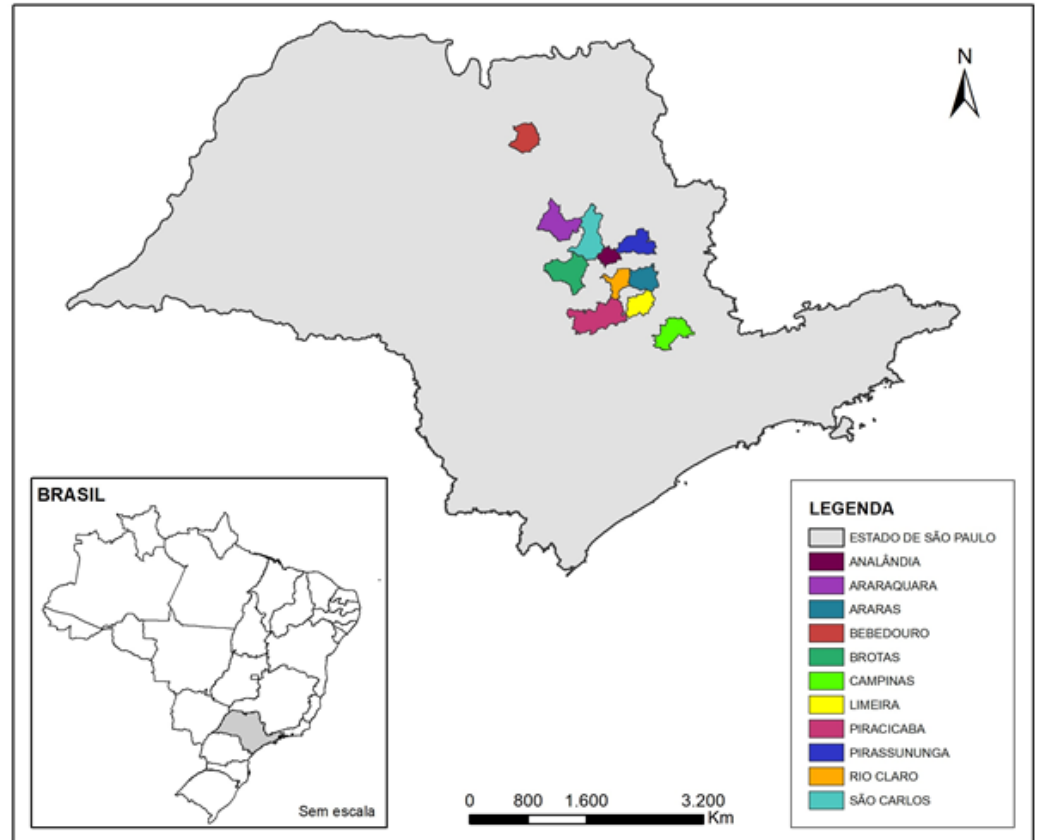 N
BRASIL
Sem escala
LEGENDA
ESTADO DE SÃO PAULO
ANALÂNDIA
ARARAQUARA
ARARAS
BEBEDOURO
BROTAS
CAMPINAS
LIMEIRA
PIRACICABA
PIRASSUNUNGA
RIO CLARO
SÃO CARLOS
0 800 1.600 3.200
Km